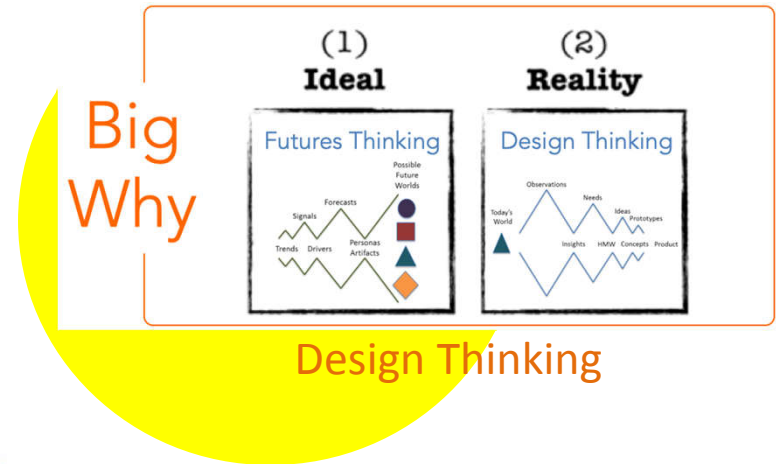 Big
Why
(1)
Ideal
Futures Thinking
Possible
Future
Worlds
Forecasts
Signals
Trends Drivers Personas
Artifacts
(2)
Reality
Design Thinking
Observations
Needs
Ideas
Prototypes
Today's
World
Insights HMW Concepts Product
Design Thinking